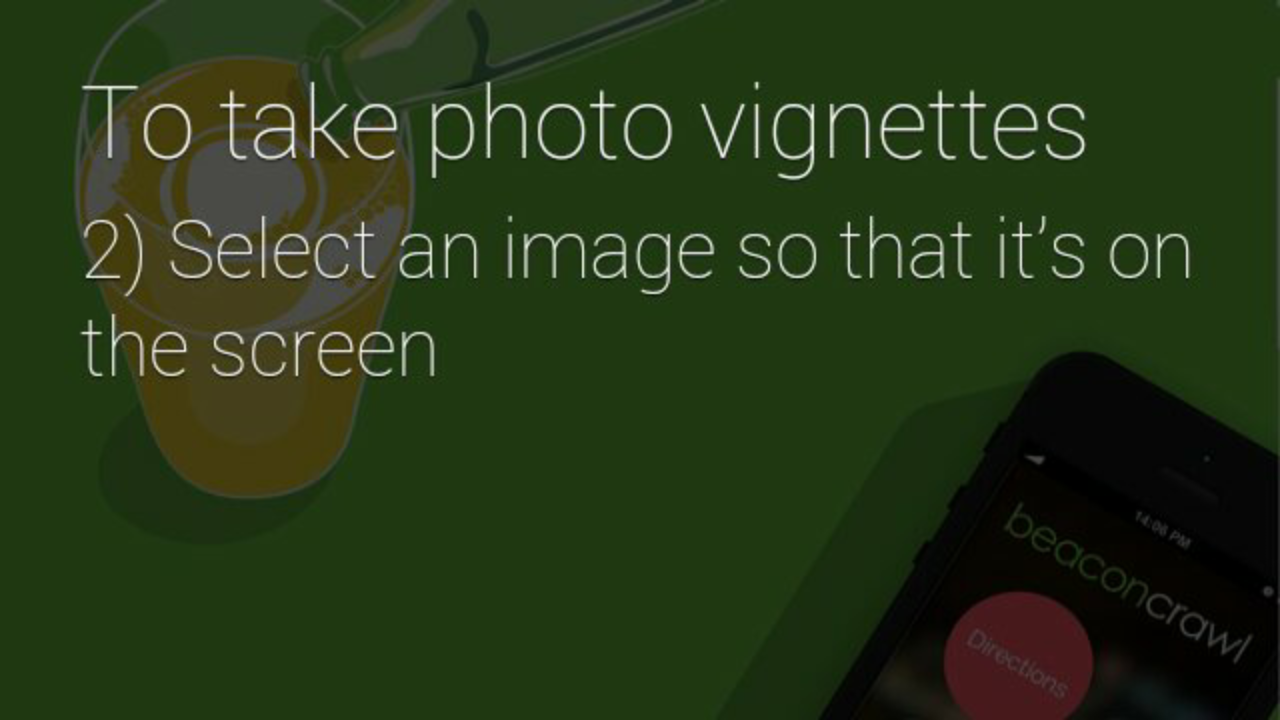 To take photo vignettes
2) Select an image so that it’s on
the screen
14:06 PM
beaconcrawl
Directions